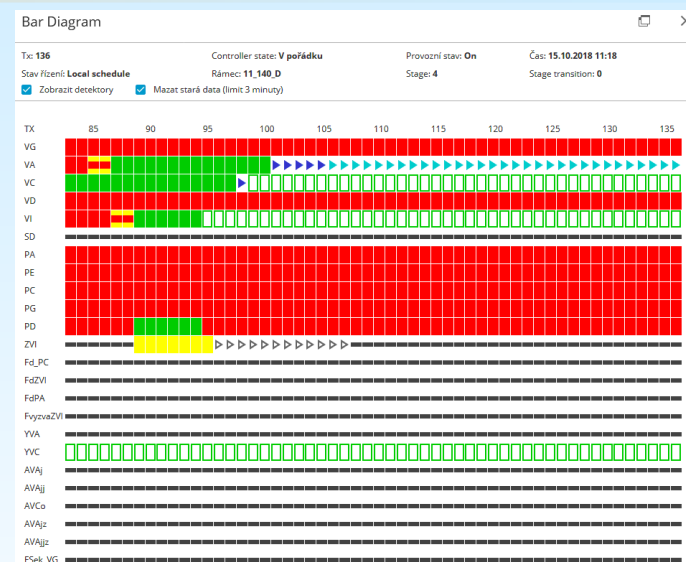 Bar Diagram
Tx: 136 Controller state: V pořádku Provozní stav: On Čas: 15.10.2018 11:18
Stav řízení: Local schedule Rámec: 11_140_D Stage: 4 Stage transition: 0
Zobrazit detektory Mazat stará data (limit 3 minuty)
TX 85 90 95 100 105 110 115 120 125 130 135
VG
VA
VC
VD
VI
SD
PA
PE
PC
PG
PD
ZVI
Fd_PC
FdZVI
FdPA
FvyzvaZVI
YVA
YVC
AVAj
AVAjj
AVCo
AVAjz
AVAjjz
FSek_VG